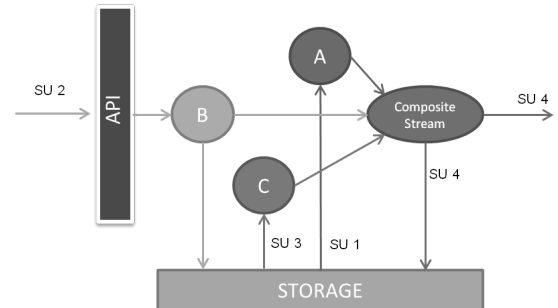 SU 2
API
B
A
C
Composite
Stream
SU 4
SU 4
SU 3
SU 1
STORAGE